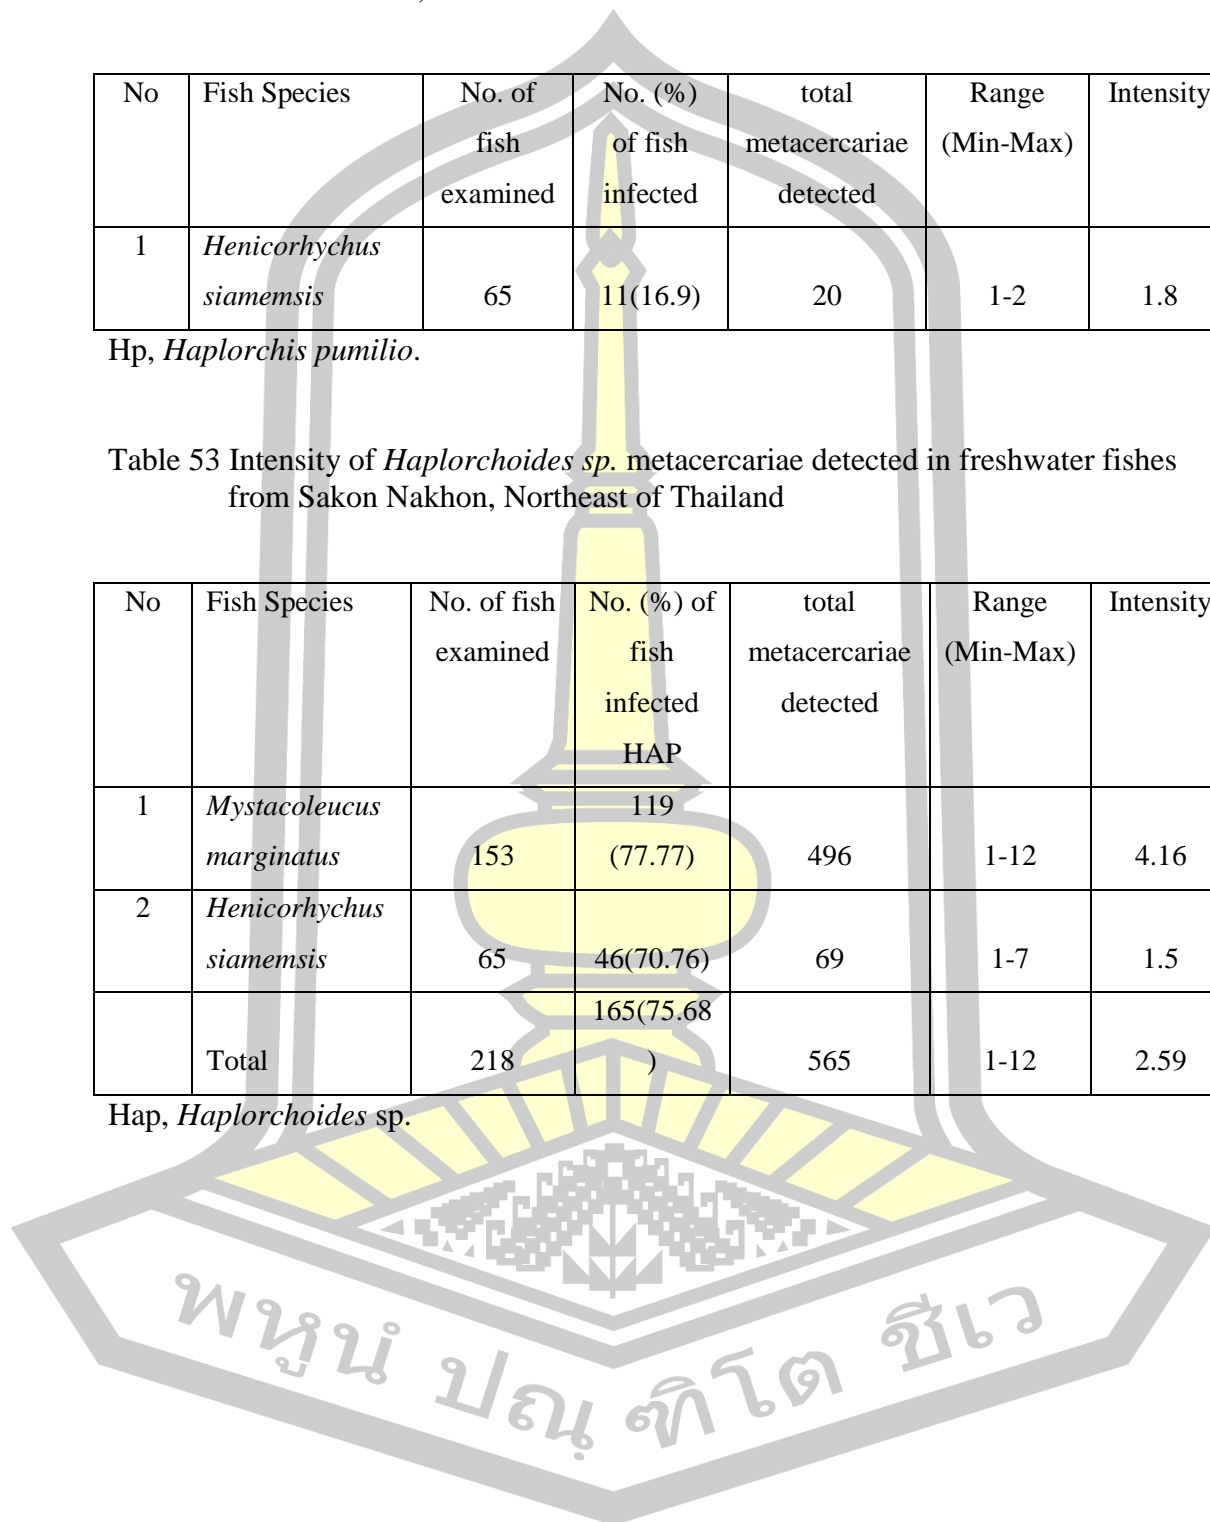 No Fish Species No. of No. (%) total Range Intensity
fish of fish metacercariae (Min-Max)
examined infected detected
1 Henicorhychus
siamemsis 65 11(16.9) 20 1-2 1.8
Hp, Haplorchis pumilio.
Table 53 Intensity of Haplorchoides sp. metacercariae detected in freshwater fishes
from Sakon Nakhon, Northeast of Thailand
No Fish Species No. of fish No. (%) of total Range Intensity
examined fish metacercariae (Min-Max)
infected detected
HAP
1 Mystacoleucus 119
marginatus 153 (77.77) 496 1-12 4.16
2 Henicorhychus
siamemsis 65 46(70.76) 69 1-7 1.5
165(75.68
Total 218 ) 565 1-12 2.59
Hap, Haplorchoides sp.
พหูนํ ปณฺฑิโต ชีเว